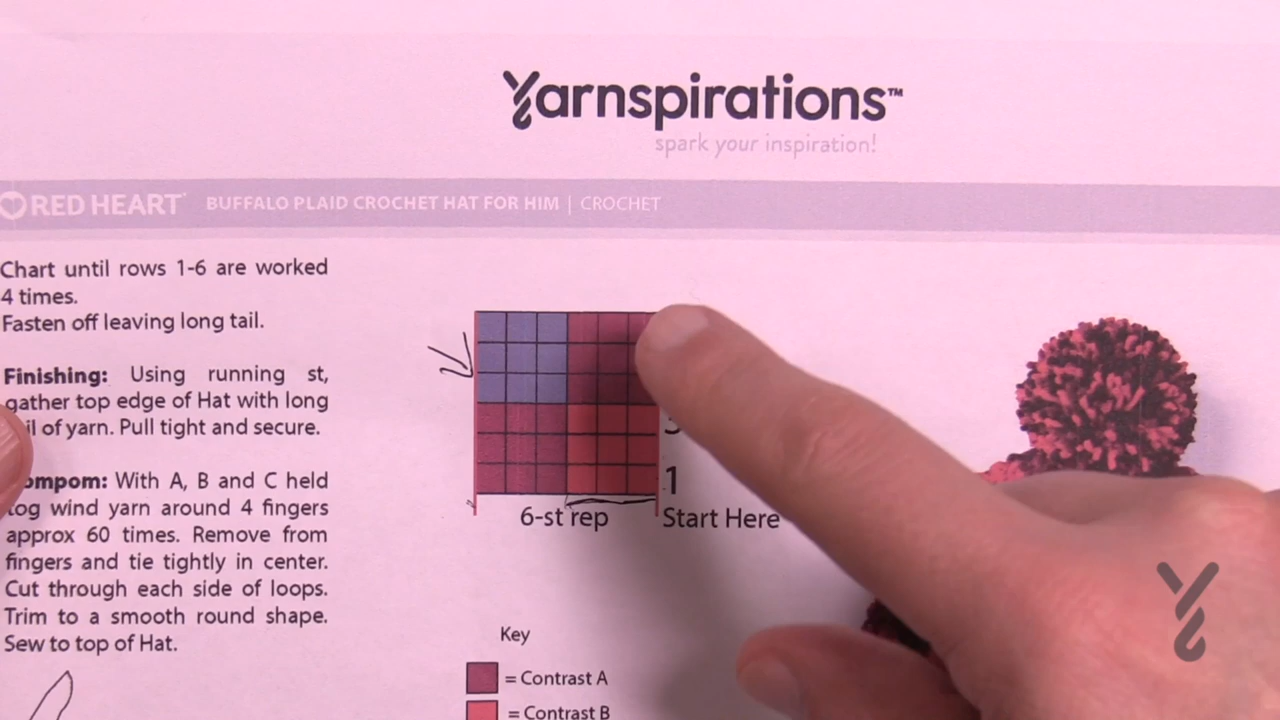 Yarnspirations™
spark your inspiration!
RED HEART BUFFALO PLAID CROCHET HAT FOR HIM | CROCHET
Chart until rows 1-6 are worked
4 times.
Fasten off leaving long tail.
Finishing: Using running st,
gather top edge of Hat with long
of yarn. Pull tight and secure.
With A, B and C held
wind yarn around 4 fingers
approx 60 times. Remove from
fingers and tie tightly in center.
Cut through each side of loops.
Trim to a smooth round shape.
Sew to top of Hat.
1
6-st rep
Start Here
Key
= Contrast A
= Contrast B